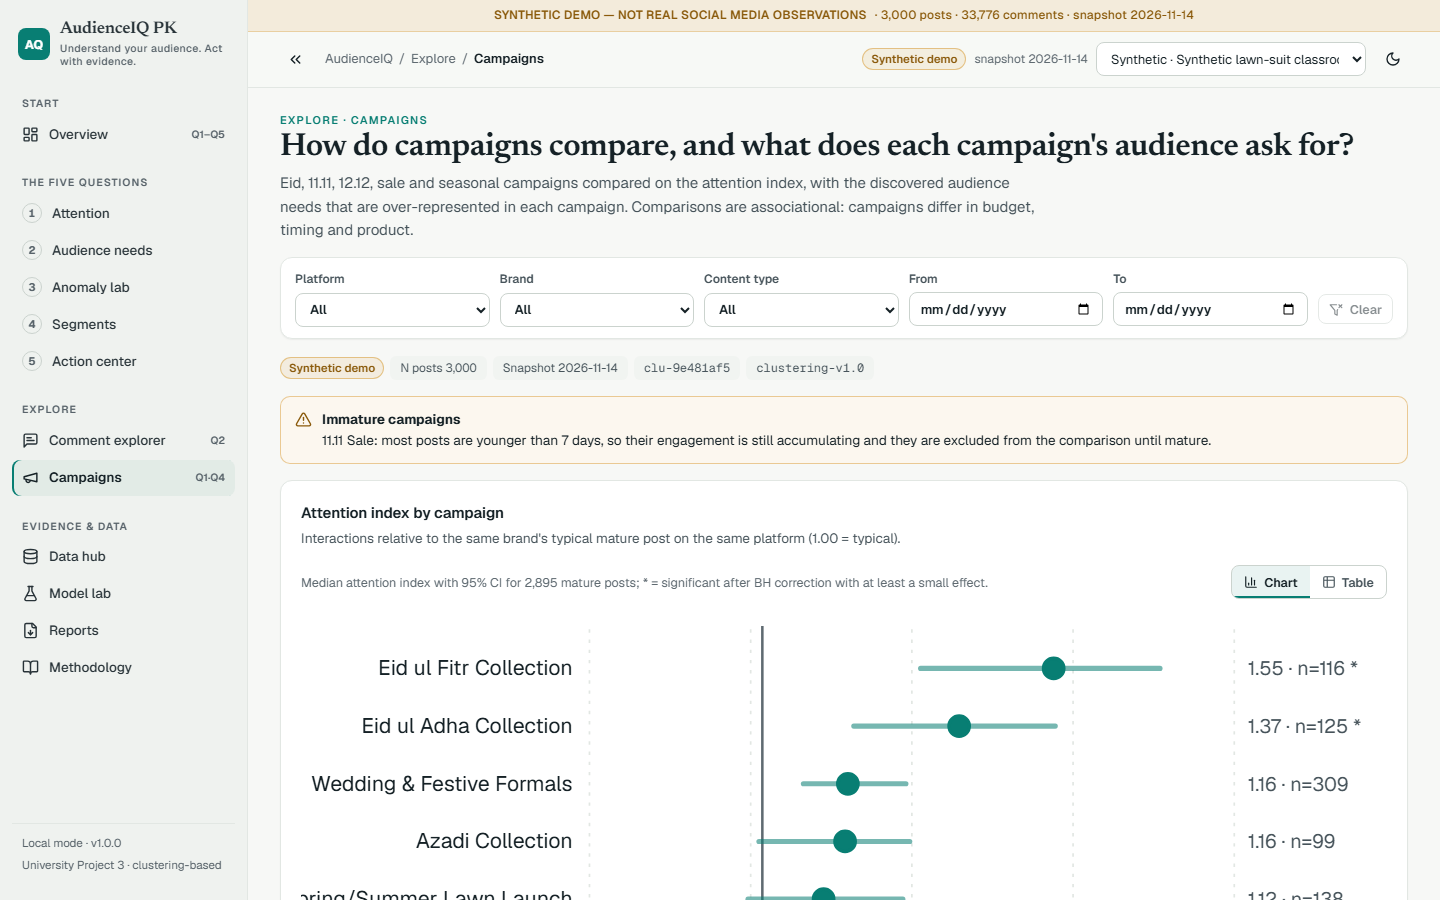 AQ
AudienceIQ PK
Understand your audience. Act
with evidence.
START
Overview Q1–Q5
THE FIVE QUESTIONS
1 Attention
2 Audience needs
3 Anomaly lab
4 Segments
5 Action center
EXPLORE
Comment explorer Q2
Campaigns Q1-Q4
EVIDENCE & DATA
Data hub
Model lab
Reports
Methodology
Local mode · v1.0.0
University Project 3 · clustering-based
SYNTHETIC DEMO — NOT REAL SOCIAL MEDIA OBSERVATIONS · 3,000 posts · 33,776 comments · snapshot 2026-11-14
« AudienceIQ / Explore / Campaigns
Synthetic demo snapshot 2026-11-14 Synthetic · Synthetic lawn-suit
EXPLORE · CAMPAIGNS
How do campaigns compare, and what does each campaign's audience ask for?
Eid, 11.11, 12.12, sale and seasonal campaigns compared on the attention index, with the discovered audience
needs that are over-represented in each campaign. Comparisons are associational: campaigns differ in budget,
timing and product.
Platform Brand Content type From To
All All All mm/dd/yyyy mm/dd/yyyy Clear
Synthetic demo N posts 3,000 Snapshot 2026-11-14 clu-9e481af5 clustering-v1.0
Immature campaigns
11.11 Sale: most posts are younger than 7 days, so their engagement is still accumulating and they are excluded from the comparison until mature.
Attention index by campaign
Interactions relative to the same brand's typical mature post on the same platform (1.00 = typical).
Median attention index with 95% CI for 2,895 mature posts; * = significant after BH correction with at least a small effect.
Chart Table
Eid ul Fitr Collection 1.55 · n=116 *
Eid ul Adha Collection 1.37 · n=125 *
Wedding & Festive Formals 1.16 · n=309
Azadi Collection 1.16 · n=99
Summer Lawn Launch 1.12 · n=138